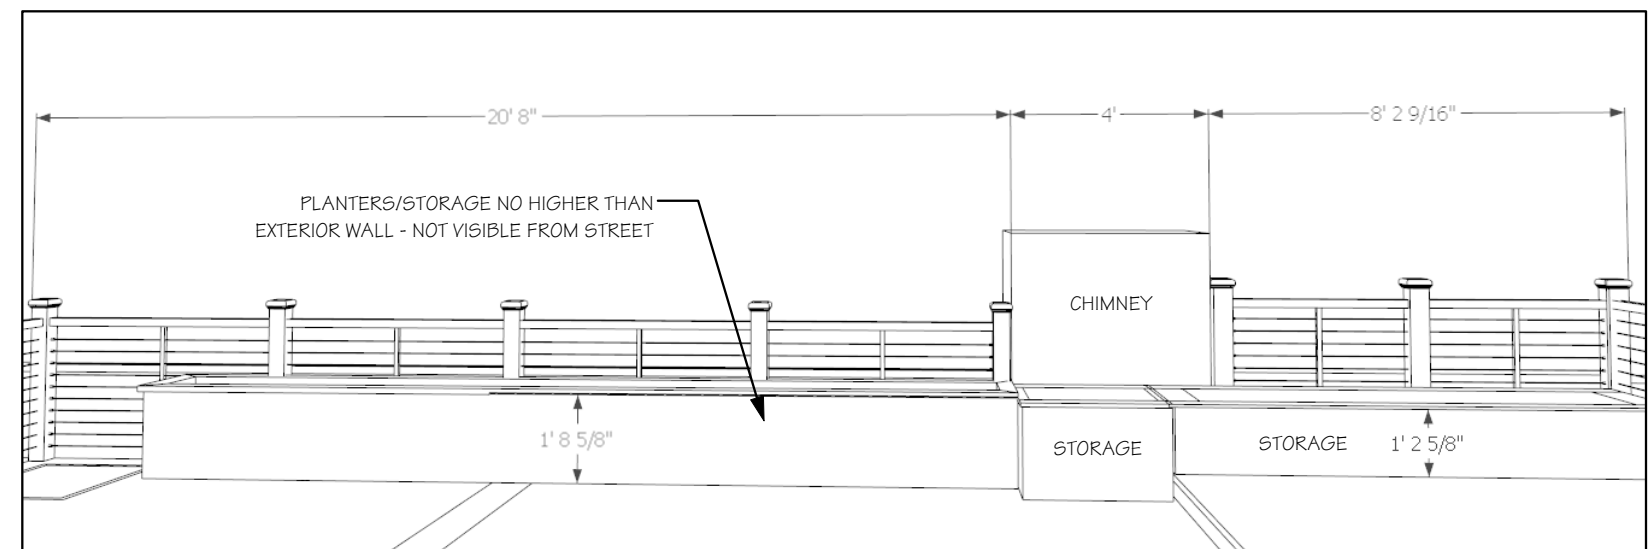 20' 8"
4'
8' 2 9/16"
PLANTERS/STORAGE NO HIGHER THAN
EXTERIOR WALL - NOT VISIBLE FROM STREET
CHIMNEY
1' 8 5/8"
STORAGE
STORAGE
1' 2 5/8"